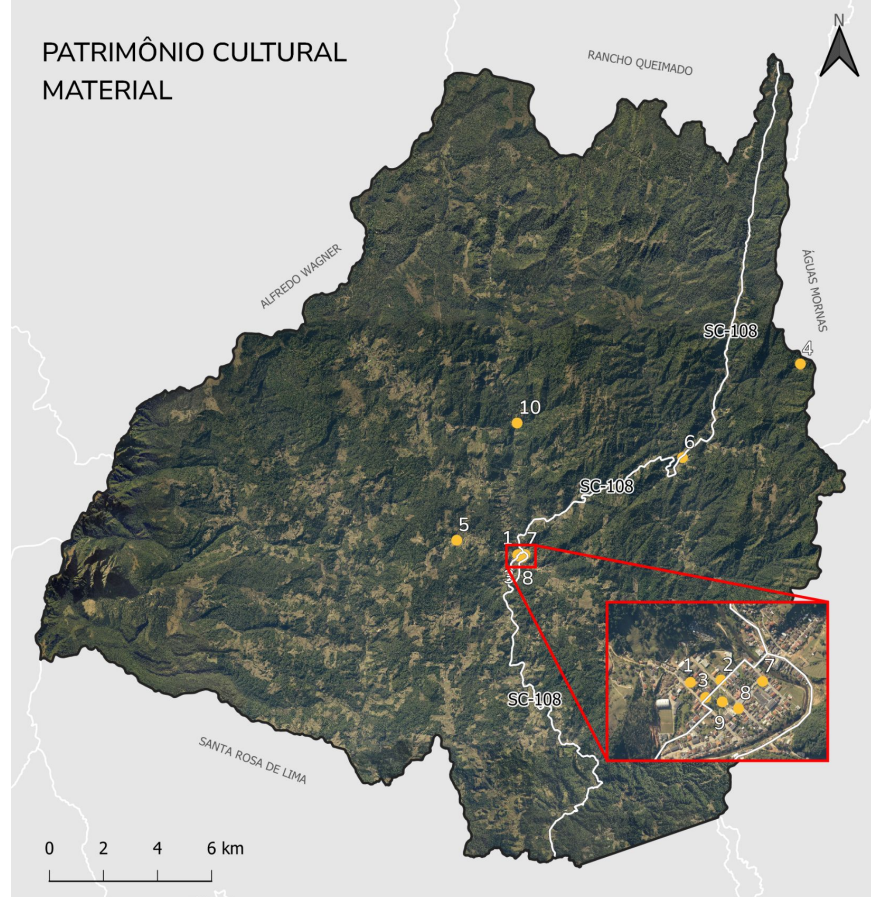 PATRIMÔNIO CULTURAL
MATERIAL
N
RANCHO QUEIMADO
ALFREDO WAGNER
ÁGUAS MORNAS
SC-108
4
10
6
SC-108
5
1 7
3 8
1 2 7
3 8
9
SC-108
SANTA ROSA DE LIMA
0 2 4 6 km